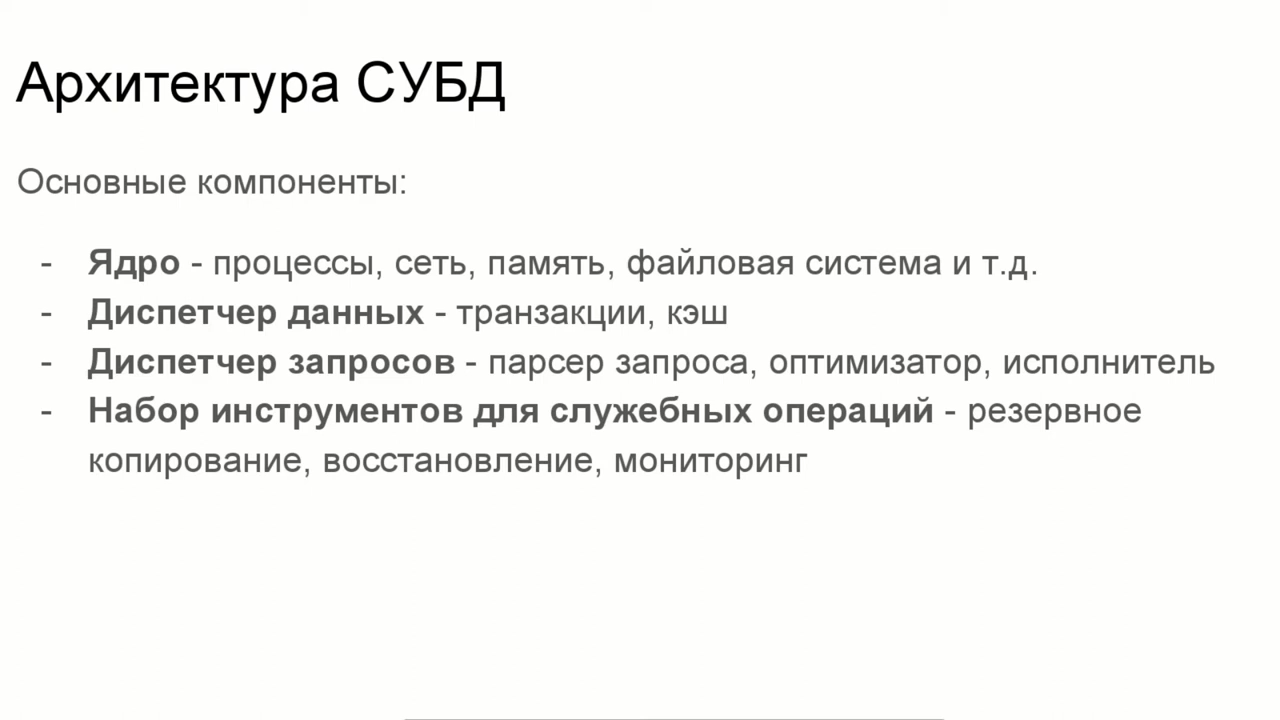 Архитектура СУБД
Основные компоненты:
- Ядро - процессы, сеть, память, файловая система и т.д.
- Диспетчер данных - транзакции, кэш
- Диспетчер запросов - парсер запроса, оптимизатор, исполнитель
- Набор инструментов для служебных операций - резервное
копирование, восстановление, мониторинг